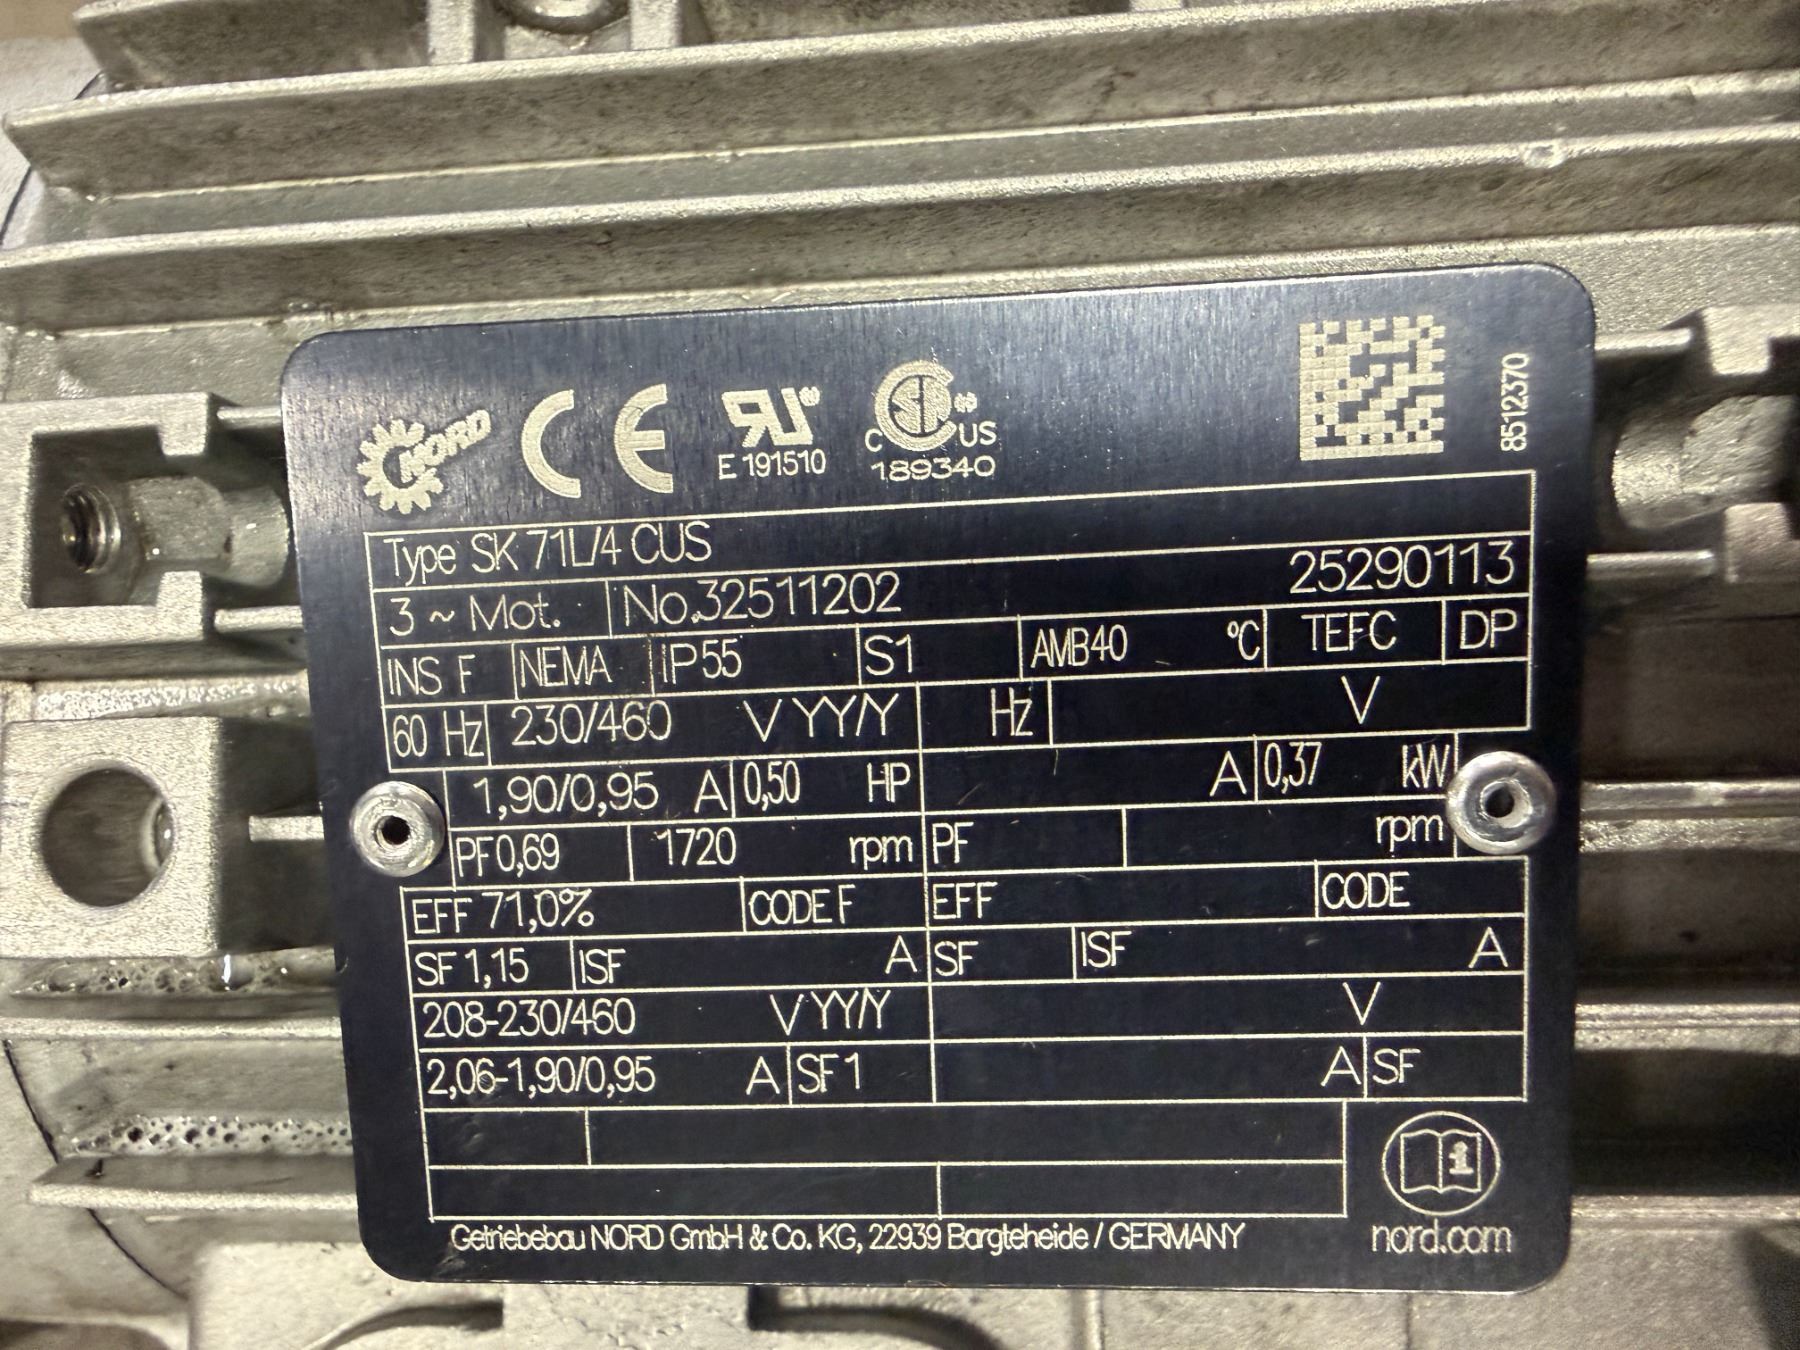 NORD CE RU® C SA® US
E 191510 189340
8512370
Type SK 71L/4 CUS
3 ~ Mot. No.32511202 25290113
INS F NEMA IP55 S1 AMB40 °C TEFC DP
60 Hz 230/460 V YY/Y Hz V
1,90/0,95 A 0,50 HP A 0,37 kW
PF0,69 1720 rpm PF rpm
EFF 71,0% CODE F EFF CODE
SF 1,15 ISF A SF ISF A
208-230/460 V YY/Y V
2,06-1,90/0,95 A SF 1 A SF
Getriebebau NORD GmbH & Co. KG, 22939 Bargteheide / GERMANY
nord.com